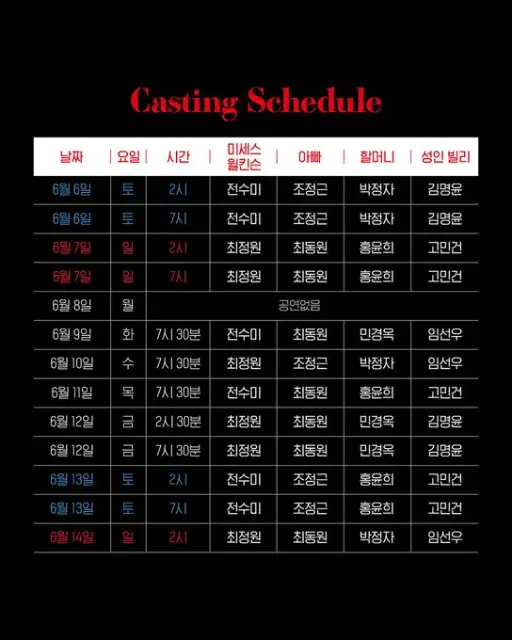 Casting Schedule
날짜 | 요일 | 시간 | 미세스 윌킨슨 | 아빠 | 할머니 | 성인 빌리
6월 6일 토 2시 전수미 조정근 박정자 김명윤
6월 6일 토 7시 전수미 조정근 박정자 김명윤
6월 7일 일 2시 최정원 최동원 홍윤희 고민건
6월 7일 일 7시 최정원 최동원 홍윤희 고민건
6월 8일 월 공연없음
6월 9일 화 7시 30분 전수미 최동원 민경옥 임선우
6월 10일 수 7시 30분 최정원 조정근 박정자 임선우
6월 11일 목 7시 30분 전수미 최동원 홍윤희 고민건
6월 12일 금 2시 30분 최정원 최동원 민경옥 김명윤
6월 12일 금 7시 30분 최정원 최동원 민경옥 김명윤
6월 13일 토 2시 전수미 조정근 홍윤희 고민건
6월 13일 토 7시 전수미 조정근 홍윤희 고민건
6월 14일 일 2시 최정원 최동원 박정자 임선우